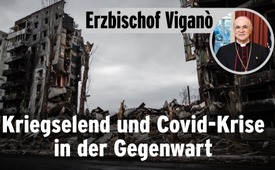 Erzbischof Viganò
Kriegselend und Covid-Krise
in der Gegenwart